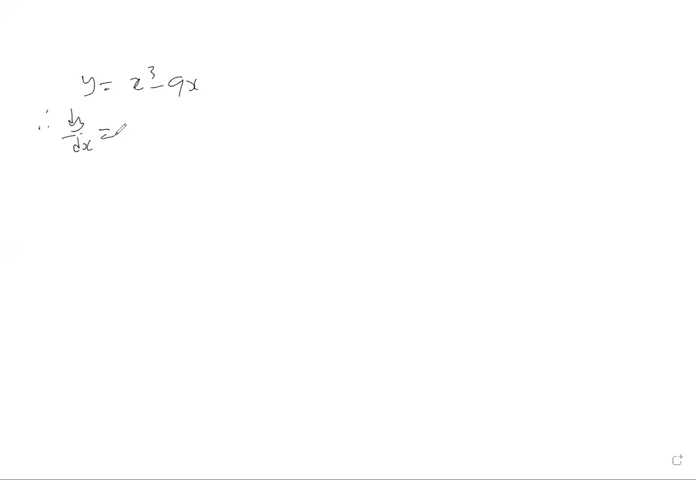 y = x³ - 9x
∴ dy/dx =